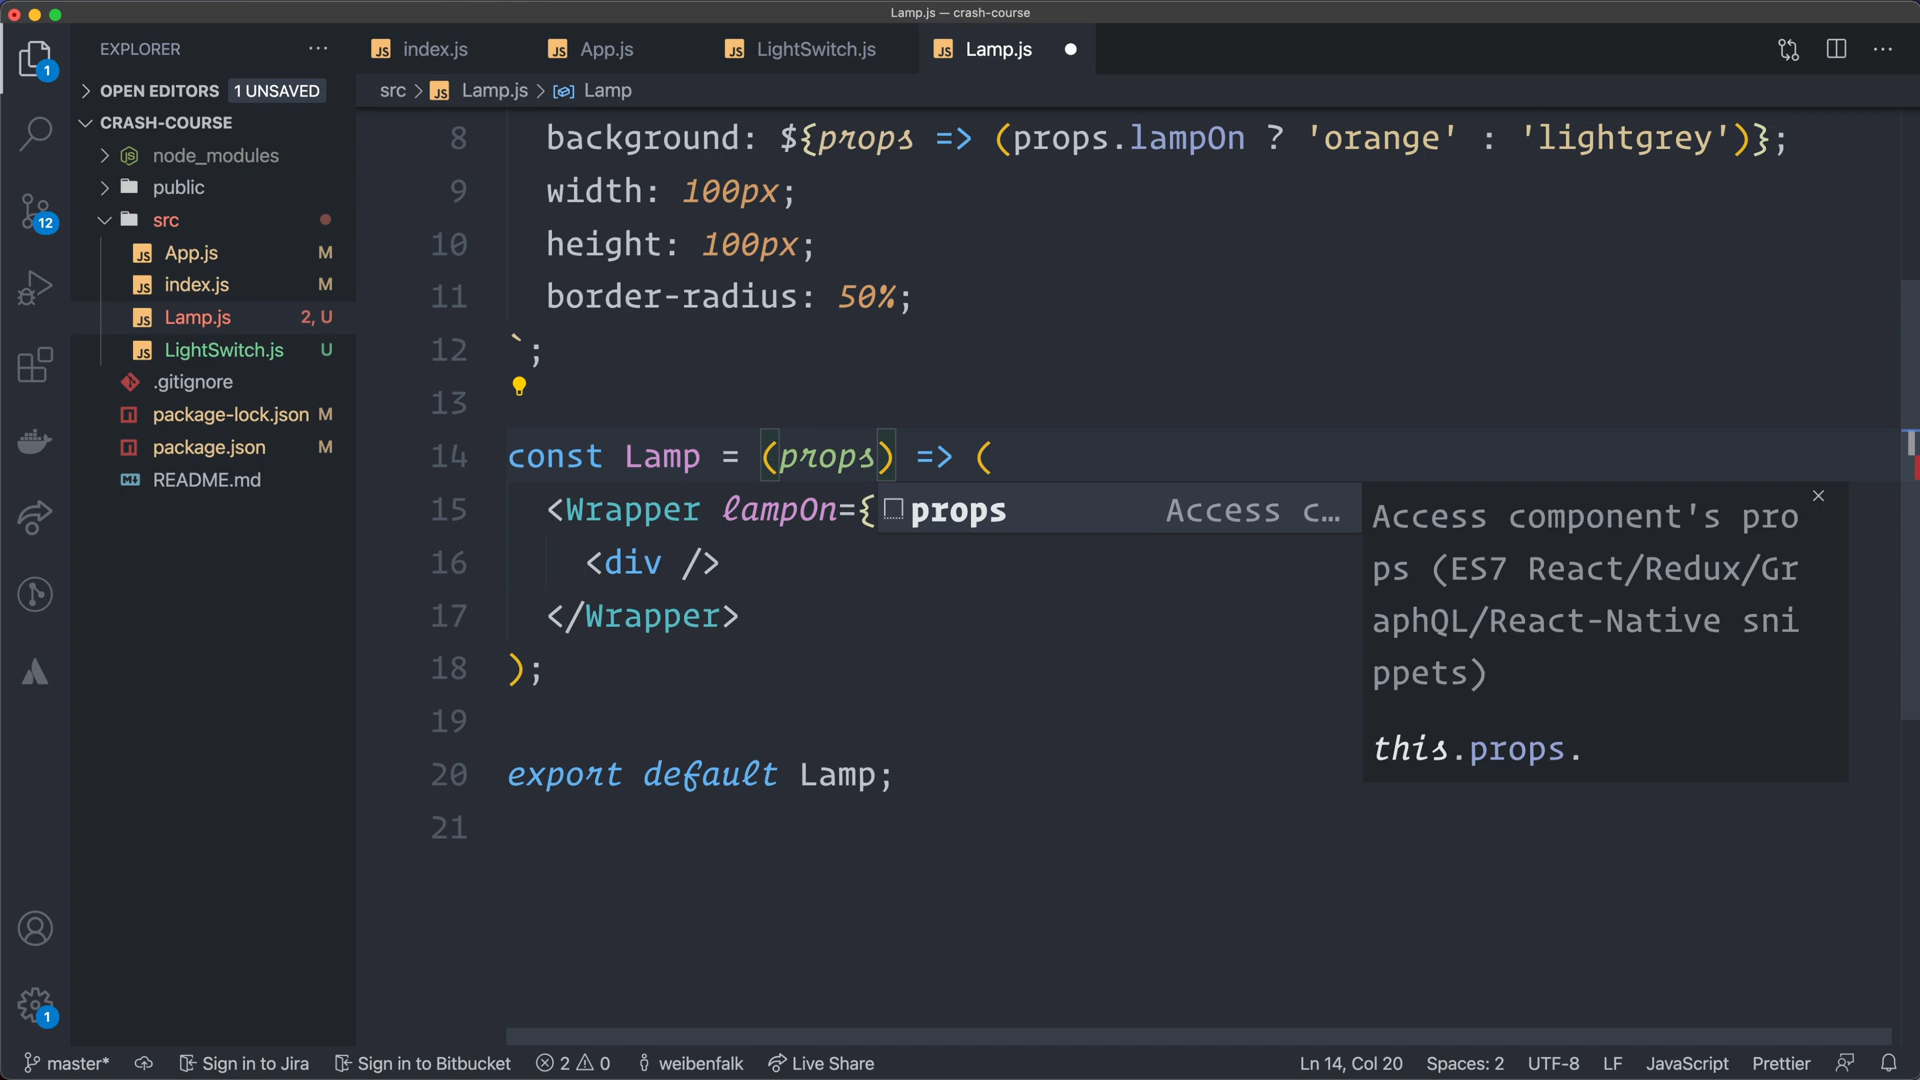 Lamp.js — crash-course
EXPLORER
index.js
App.js
LightSwitch.js
Lamp.js
OPEN EDITORS 1 UNSAVED
CRASH-COURSE
node_modules
public
src
App.js M
index.js M
Lamp.js 2, U
LightSwitch.js U
.gitignore
package-lock.json M
package.json M
README.md
1
12
1
src > JS Lamp.js > Lamp
8 background: ${props => (props.lampOn ? 'orange' : 'lightgrey')};
9 width: 100px;
10 height: 100px;
11 border-radius: 50%;
12 `;
13
14 const Lamp = (props) => (
15 <Wrapper lampOn={
16 <div />
17 </Wrapper>
18 );
19
20 export default Lamp;
21
props Access c…
Access component's pro
ps (ES7 React/Redux/Gr
aphQL/React-Native sni
ppets)
this.props.
master* Sign in to Jira Sign in to Bitbucket 2 0 weibenfalk Live Share Ln 14, Col 20 Spaces: 2 UTF-8 LF JavaScript Prettier